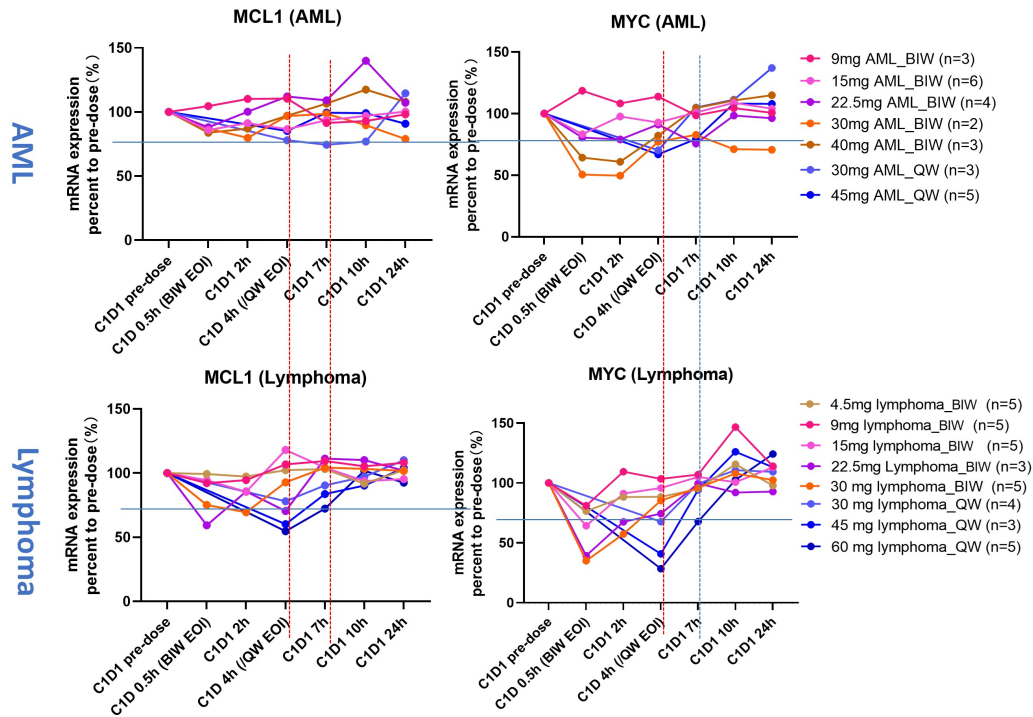 MCL1 (AML)
mRNA expression
percent to pre-dose (%)
150
100
50
0
C1D1 pre-dose
C1D 0.5h (BIW EOI)
C1D1 2h
C1D 4h (/QW EOI)
C1D1 7h
C1D1 10h
C1D1 24h
MYC (AML)
mRNA expression
percent to pre-dose (%)
150
100
50
0
C1D1 pre-dose
C1D 0.5h (BIW EOI)
C1D1 2h
C1D 4h (/QW EOI)
C1D1 7h
C1D1 10h
C1D1 24h
9mg AML_BIW (n=3)
15mg AML_BIW (n=6)
22.5mg AML_BIW (n=4)
30mg AML_BIW (n=2)
40mg AML_BIW (n=3)
30mg AML_QW (n=3)
45mg AML_QW (n=5)
AML
MCL1 (Lymphoma)
mRNA expression
percent to pre-dose (%)
150
100
50
0
C1D1 pre-dose
C1D 0.5h (BIW EOI)
C1D1 2h
C1D 4h (/QW EOI)
C1D1 7h
C1D1 10h
C1D1 24h
MYC (Lymphoma)
mRNA expression
percent to pre-dose (%)
150
100
50
0
C1D1 pre-dose
C1D 0.5h (BIW EOI)
C1D1 2h
C1D 4h (/QW EOI)
C1D1 7h
C1D1 10h
C1D1 24h
4.5mg lymphoma_BIW (n=5)
9mg lymphoma_BIW (n=5)
15mg lymphoma_BIW (n=5)
22.5mg Lymphoma_BIW (n=3)
30 mg lymphoma_BIW (n=5)
30 mg lymphoma_QW (n=4)
45 mg lymphoma_QW (n=3)
60 mg lymphoma_QW (n=5)
Lymphoma